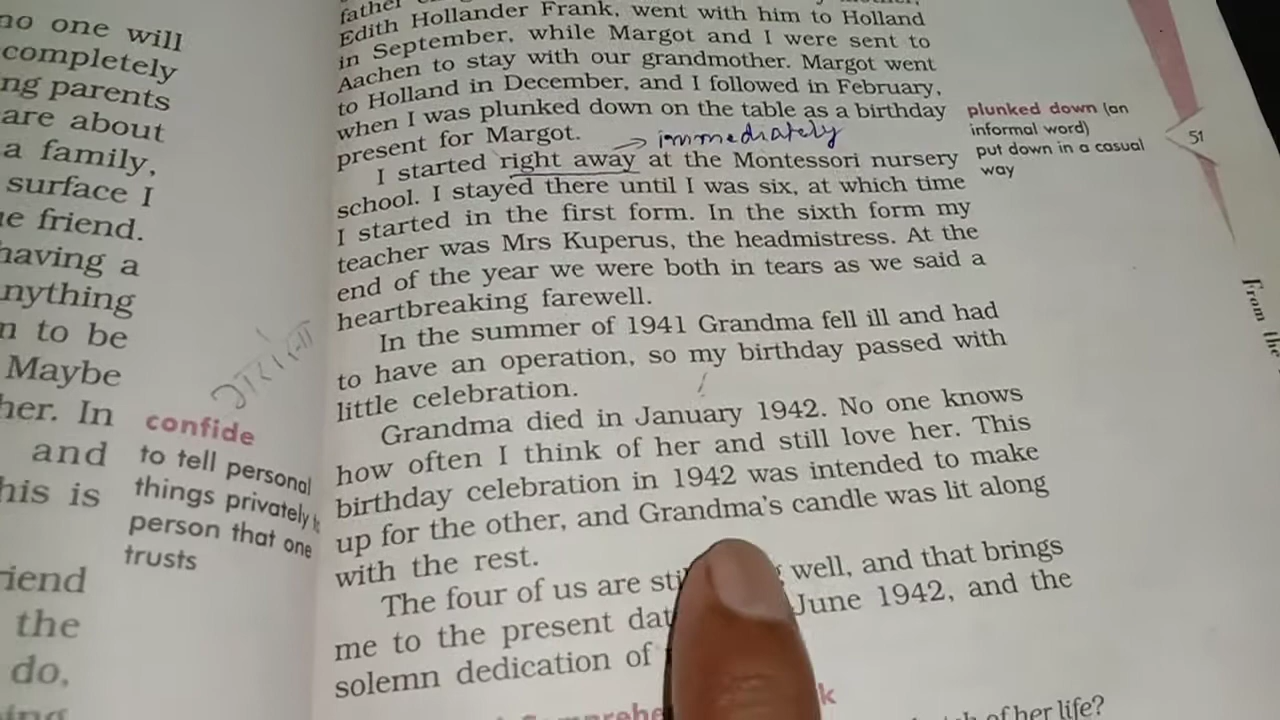 no one will
completely
ng parents
are about
a family,
surface I
e friend.
having a
nything
n to be
Maybe
her. In
and
his is
riend
the
do,
ing
confide
to tell personal
things privately
person that one
trusts
father
Edith Hollander Frank, went with him to Holland
in September, while Margot and I were sent to
Aachen to stay with our grandmother. Margot went
to Holland in December, and I followed in February,
when I was plunked down on the table as a birthday
present for Margot.
immediately
I started right away at the Montessori nursery
school. I stayed there until I was six, at which time
I started in the first form. In the sixth form my
teacher was Mrs Kuperus, the headmistress. At the
end of the year we were both in tears as we said a
heartbreaking farewell.
In the summer of 1941 Grandma fell ill and had
to have an operation, so my birthday passed with
little celebration.
Grandma died in January 1942. No one knows
how often I think of her and still love her. This
birthday celebration in 1942 was intended to make
up for the other, and Grandma's candle was lit along
with the rest.
The four of us are well, and that brings
me to the present June 1942, and the
solemn dedication of
of her life?
plunked down (an
informal word)
put down in a casual
way
51
From the